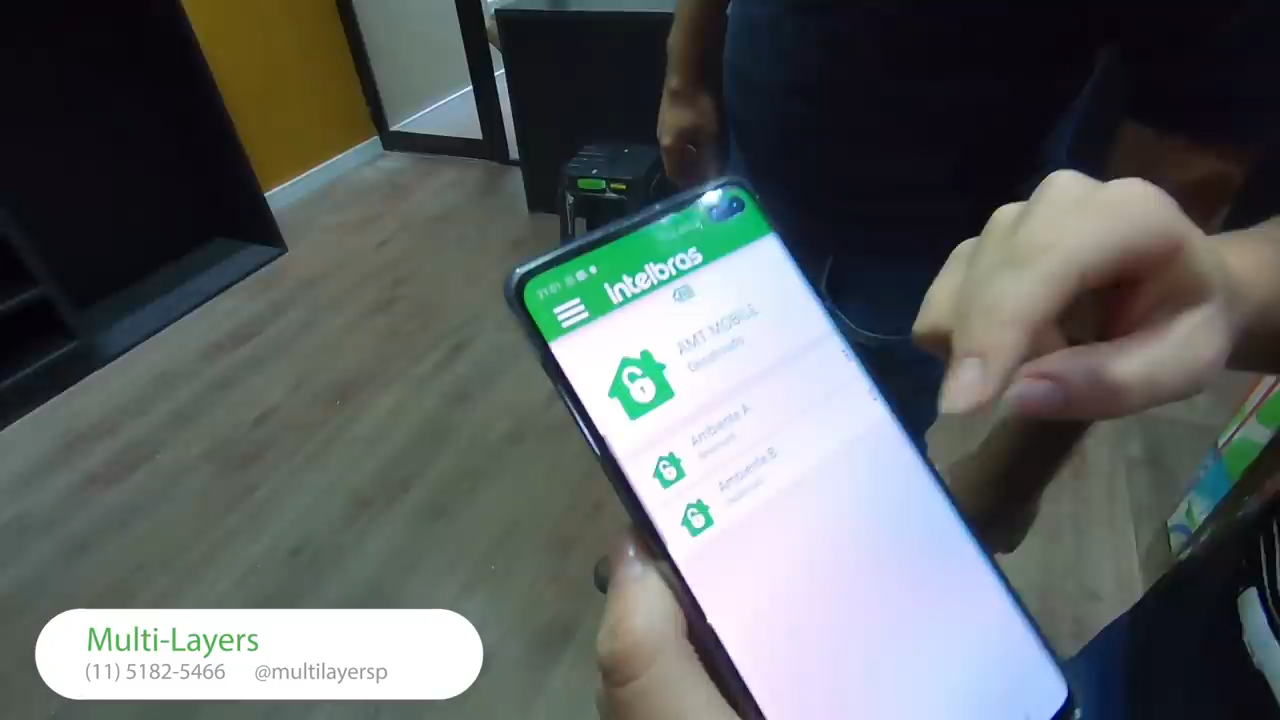 intelbras
AMT MOBILE
Ambiente A
Ambiente B
Multi-Layers
(11) 5182-5466 @multilayersp